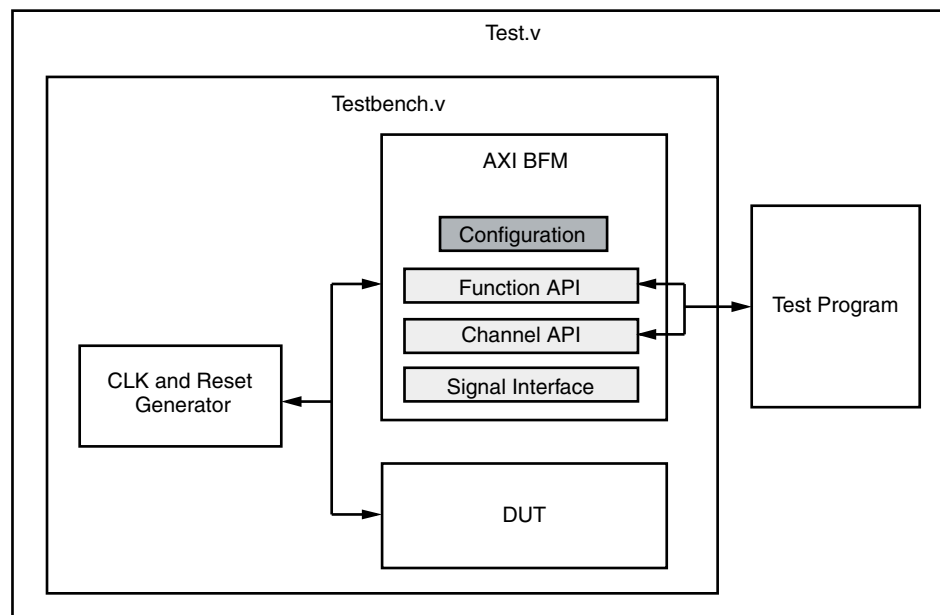 Test.v
Testbench.v
AXI BFM
Configuration
Function API
Channel API
Signal Interface
Test Program
CLK and Reset
Generator
DUT